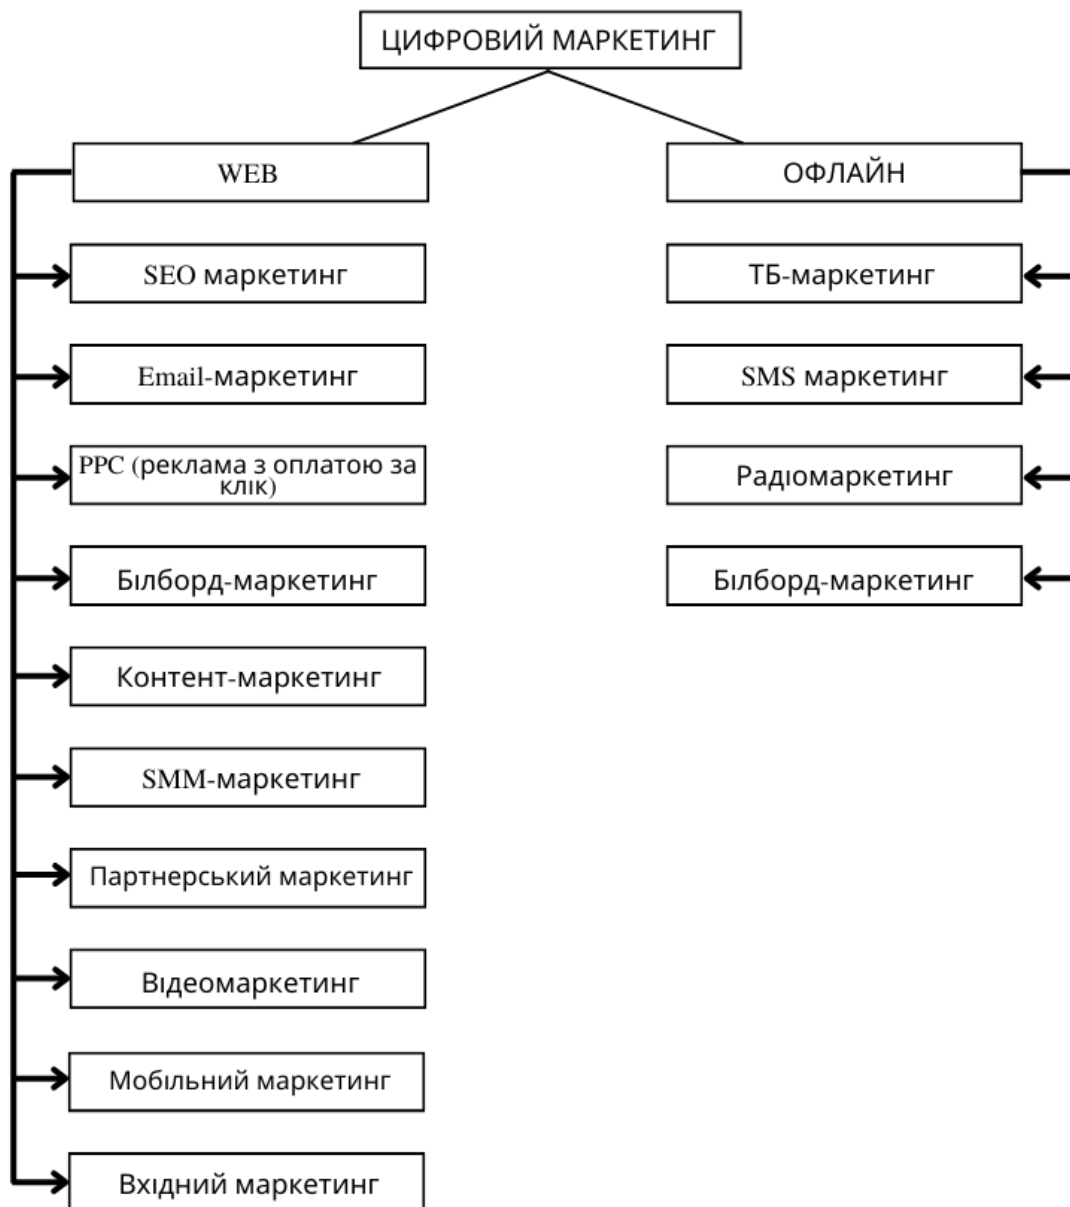 ЦИФРОВИЙ МАРКЕТИНГ
WEB
SEO маркетинг
Email-маркетинг
PPC (реклама з оплатою за
клік)
Білборд-маркетинг
Контент-маркетинг
SMM-маркетинг
Партнерський маркетинг
Відеомаркетинг
Мобільний маркетинг
Вхідний маркетинг
ОФЛАЙН
ТБ-маркетинг
SMS маркетинг
Радіомаркетинг
Білборд-маркетинг